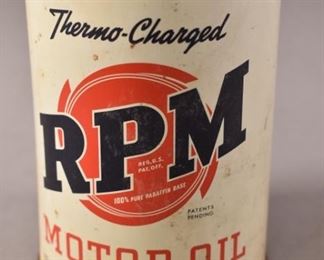 Thermo-Charged
RPM
REG. U.S.
PAT. OFF.
100% PURE PARAFFIN BASE
PATENTS
PENDING
MOTOR OIL